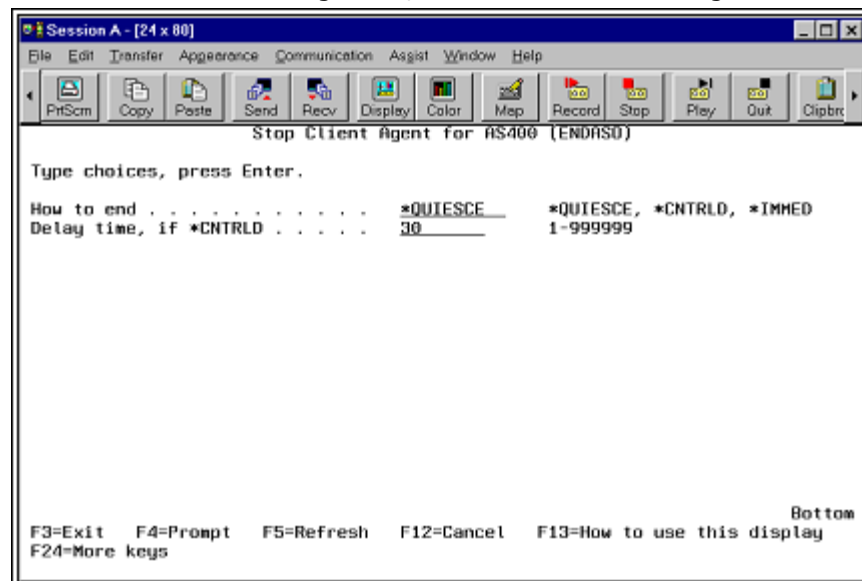 Session A - [24 x 80]
File Edit Transfer Appearance Communication Assist Window Help
PrtScrn Copy Paste Send Recv Display Color Map Record Stop Play Quit Clipbrd
Stop Client Agent for AS400 (ENDASO)
Type choices, press Enter.
How to end . . . . . . . . . . . *QUIESCE *QUIESCE, *CNTRLD, *IMMED
Delay time, if *CNTRLD . . . . . 30 1-999999
Bottom
F3=Exit F4=Prompt F5=Refresh F12=Cancel F13=How to use this display
F24=More keys